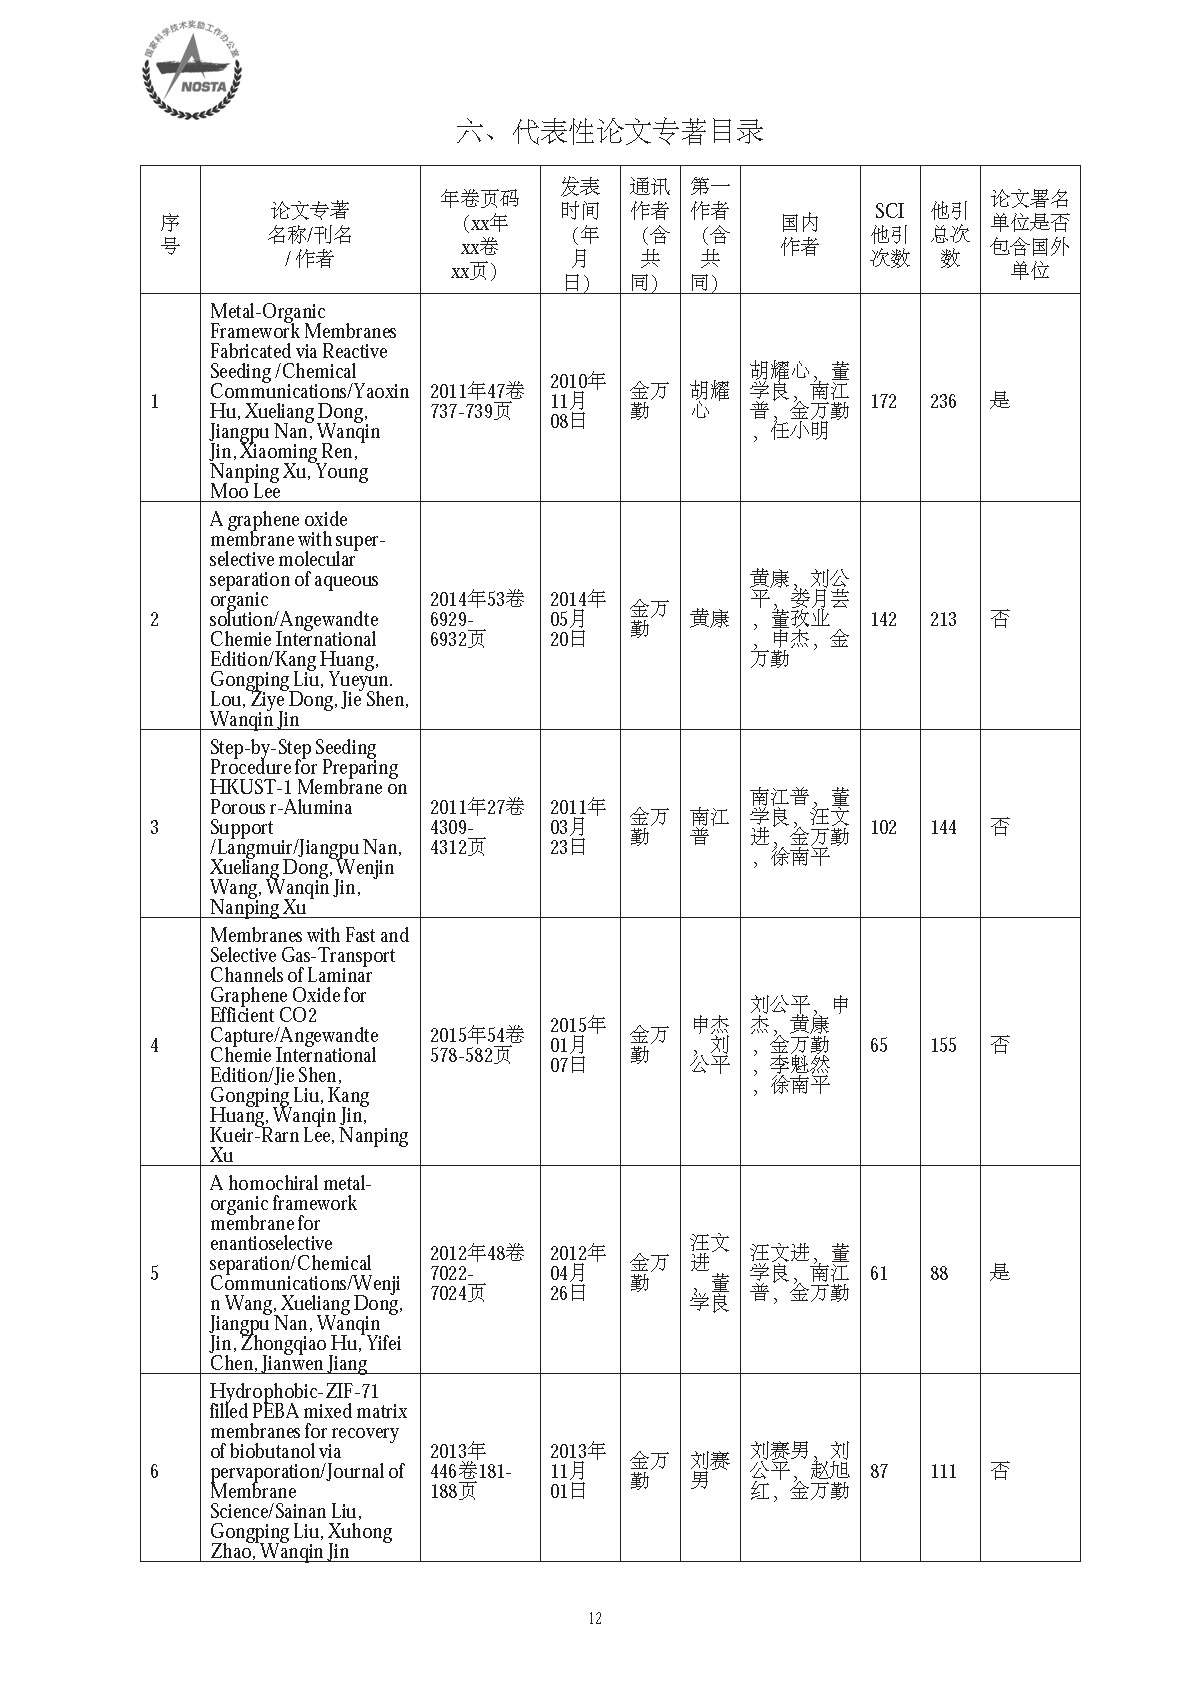 国家科学技术奖励工作办公室
NOSTA
六、代表性论文专著目录
序
号
论文专著
名称/刊名
/ 作者
年卷页码
（xx年
xx卷
xx页）
发表
时间
（年
月
日）
通讯
作者
（含
共
同）
第一
作者
（含
共
同）
国内
作者
SCI
他引
次数
他引
总次
数
论文署名
单位是否
包含国外
单位
1
Metal-Organic
Framework Membranes
Fabricated via Reactive
Seeding /Chemical
Communications/Yaoxin
Hu, Xueliang Dong,
Jiangpu Nan, Wanqin
Jin, Xiaoming Ren,
Nanping Xu, Young
Moo Lee
2011年47卷
737-739页
2010年
11月
08日
金万
勤
胡耀
心
胡耀心，董
学良，南江
普，金万勤
，任小明
172
236
是
2
A graphene oxide
membrane with super-
selective molecular
separation of aqueous
organic
solution/Angewandte
Chemie International
Edition/Kang Huang,
Gongping Liu, Yueyun.
Lou, Ziye Dong, Jie Shen,
Wanqin Jin
2014年53卷
6929-
6932页
2014年
05月
20日
金万
勤
黄康
黄康，刘公
平，娄月芸
，董孜业
，申杰，金
万勤
142
213
否
3
Step-by-Step Seeding
Procedure for Preparing
HKUST-1 Membrane on
Porous r-Alumina
Support
/Langmuir/Jiangpu Nan,
Xueliang Dong, Wenjin
Wang, Wanqin Jin,
Nanping Xu
2011年27卷
4309-
4312页
2011年
03月
23日
金万
勤
南江
普
南江普，董
学良，汪文
进，金万勤
，徐南平
102
144
否
4
Membranes with Fast and
Selective Gas-Transport
Channels of Laminar
Graphene Oxide for
Efficient CO2
Capture/Angewandte
Chemie International
Edition/Jie Shen,
Gongping Liu, Kang
Huang, Wanqin Jin,
Kueir-Rarn Lee, Nanping
Xu
2015年54卷
578-582页
2015年
01月
07日
金万
勤
申杰
，刘
公平
刘公平，申
杰，黄康
，金万勤
，李魁然
，徐南平
65
155
否
5
A homochiral metal-
organic framework
membrane for
enantioselective
separation/Chemical
Communications/Wenji
n Wang, Xueliang Dong,
Jiangpu Nan, Wanqin
Jin, Zhongqiao Hu, Yifei
Chen, Jianwen Jiang
2012年48卷
7022-
7024页
2012年
04月
26日
金万
勤
汪文
进
，董
学良
汪文进，董
学良，南江
普，金万勤
61
88
是
6
Hydrophobic-ZIF-71
filled PEBA mixed matrix
membranes for recovery
of biobutanol via
pervaporation/Journal of
Membrane
Science/Sainan Liu,
Gongping Liu, Xuhong
Zhao, Wanqin Jin
2013年
446卷181-
188页
2013年
11月
01日
金万
勤
刘赛
男
刘赛男，刘
公平，赵旭
红，金万勤
87
111
否
12